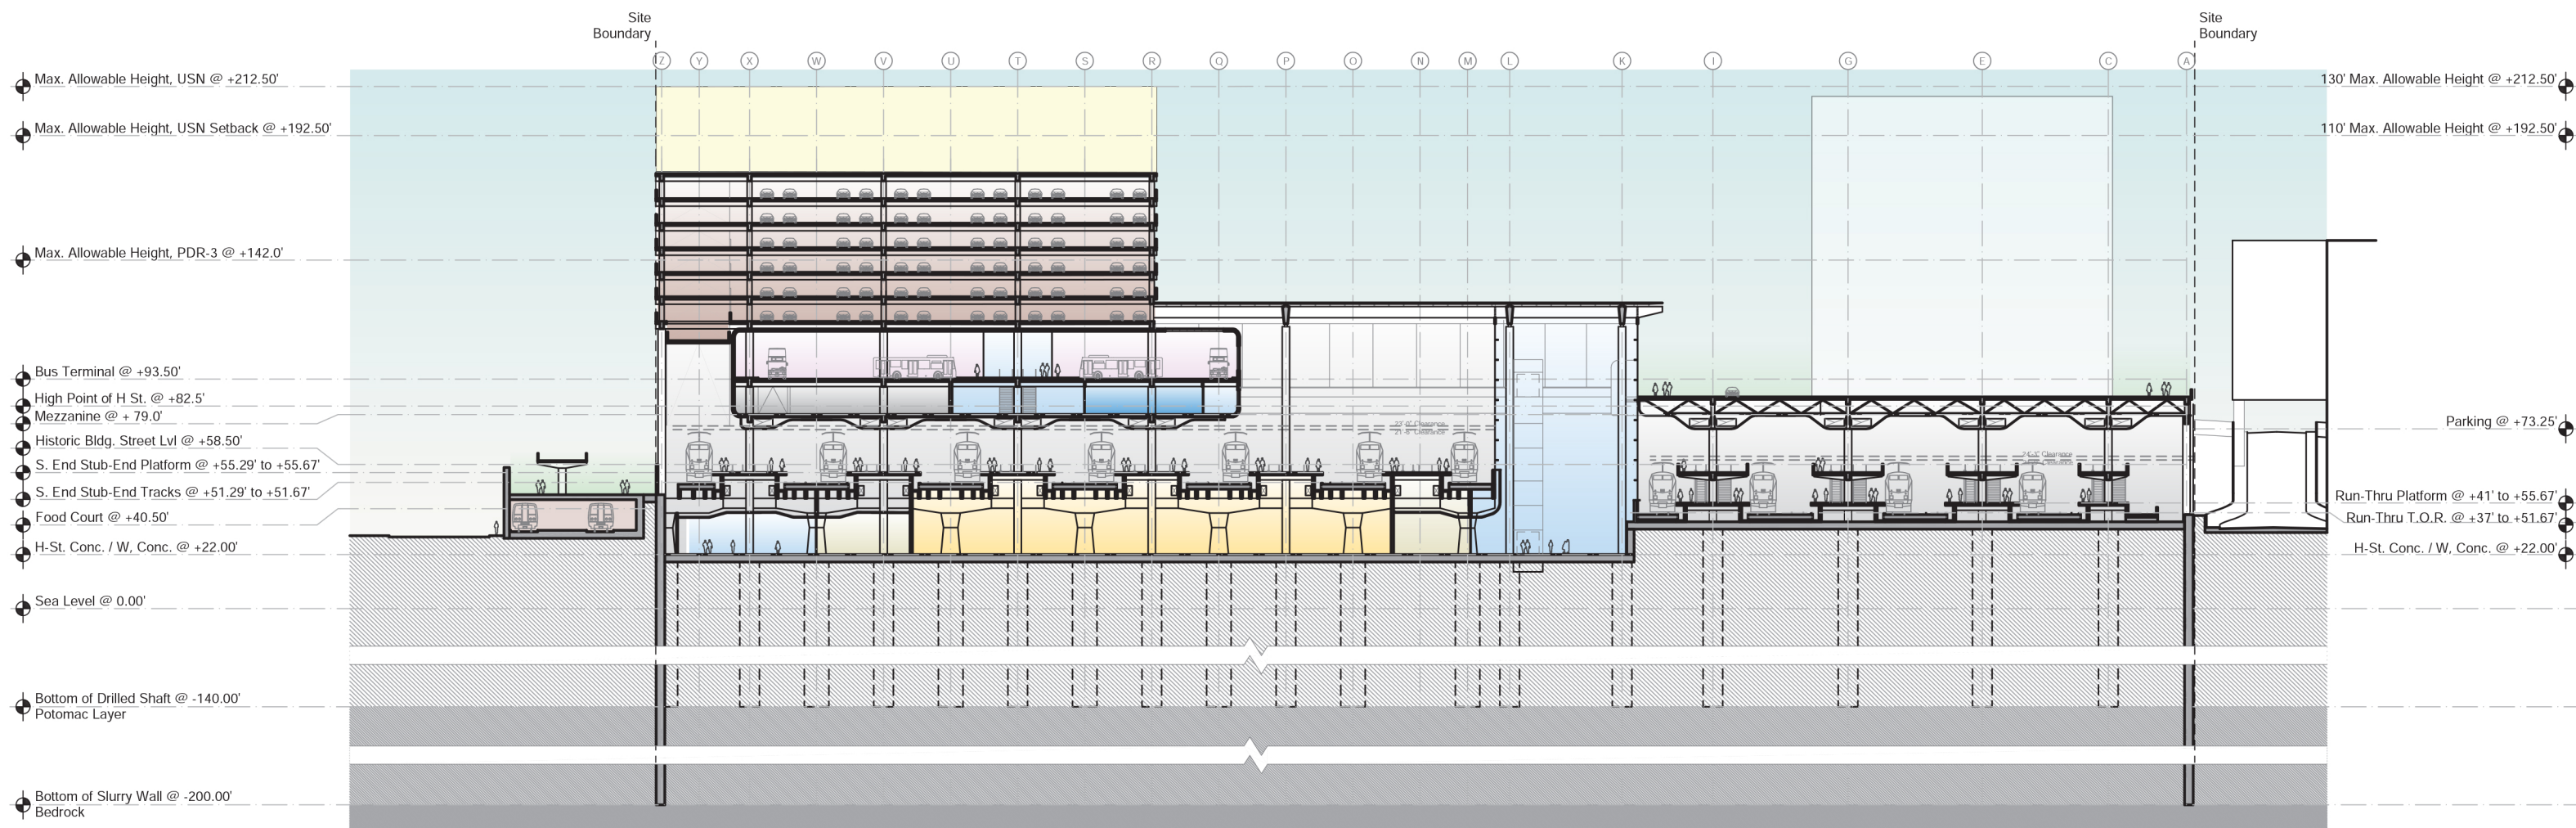 Site
Boundary
Site
Boundary
Z Y X W V U T S R Q P O N M L K I G E C A
Max. Allowable Height, USN @ +212.50'
130' Max. Allowable Height @ +212.50'
Max. Allowable Height, USN Setback @ +192.50'
110' Max. Allowable Height @ +192.50'
Max. Allowable Height, PDR-3 @ +142.0'
Bus Terminal @ +93.50'
High Point of H St. @ +82.5'
Mezzanine @ + 79.0'
Parking @ +73.25'
Historic Bldg. Street Lvl @ +58.50'
S. End Stub-End Platform @ +55.29' to +55.67'
S. End Stub-End Tracks @ +51.29' to +51.67'
Run-Thru Platform @ +41' to +55.67'
Food Court @ +40.50'
Run-Thru T.O.R. @ +37' to +51.67'
H-St. Conc. / W, Conc. @ +22.00'
H-St. Conc. / W, Conc. @ +22.00'
Clearance
Clearance
Clearance
Sea Level @ 0.00'
Bottom of Drilled Shaft @ -140.00'
Potomac Layer
Bottom of Slurry Wall @ -200.00'
Bedrock